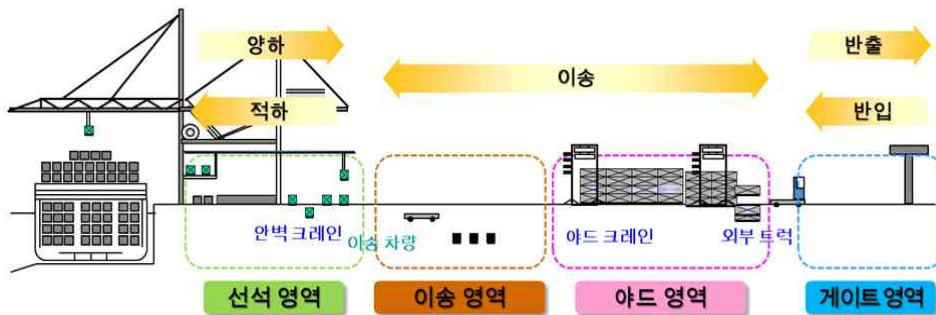 양하
적하
이송
반출
반입
안벽 크레인
이송 차량
야드 크레인
외부 트럭
선석 영역
이송 영역
야드 영역
게이트 영역